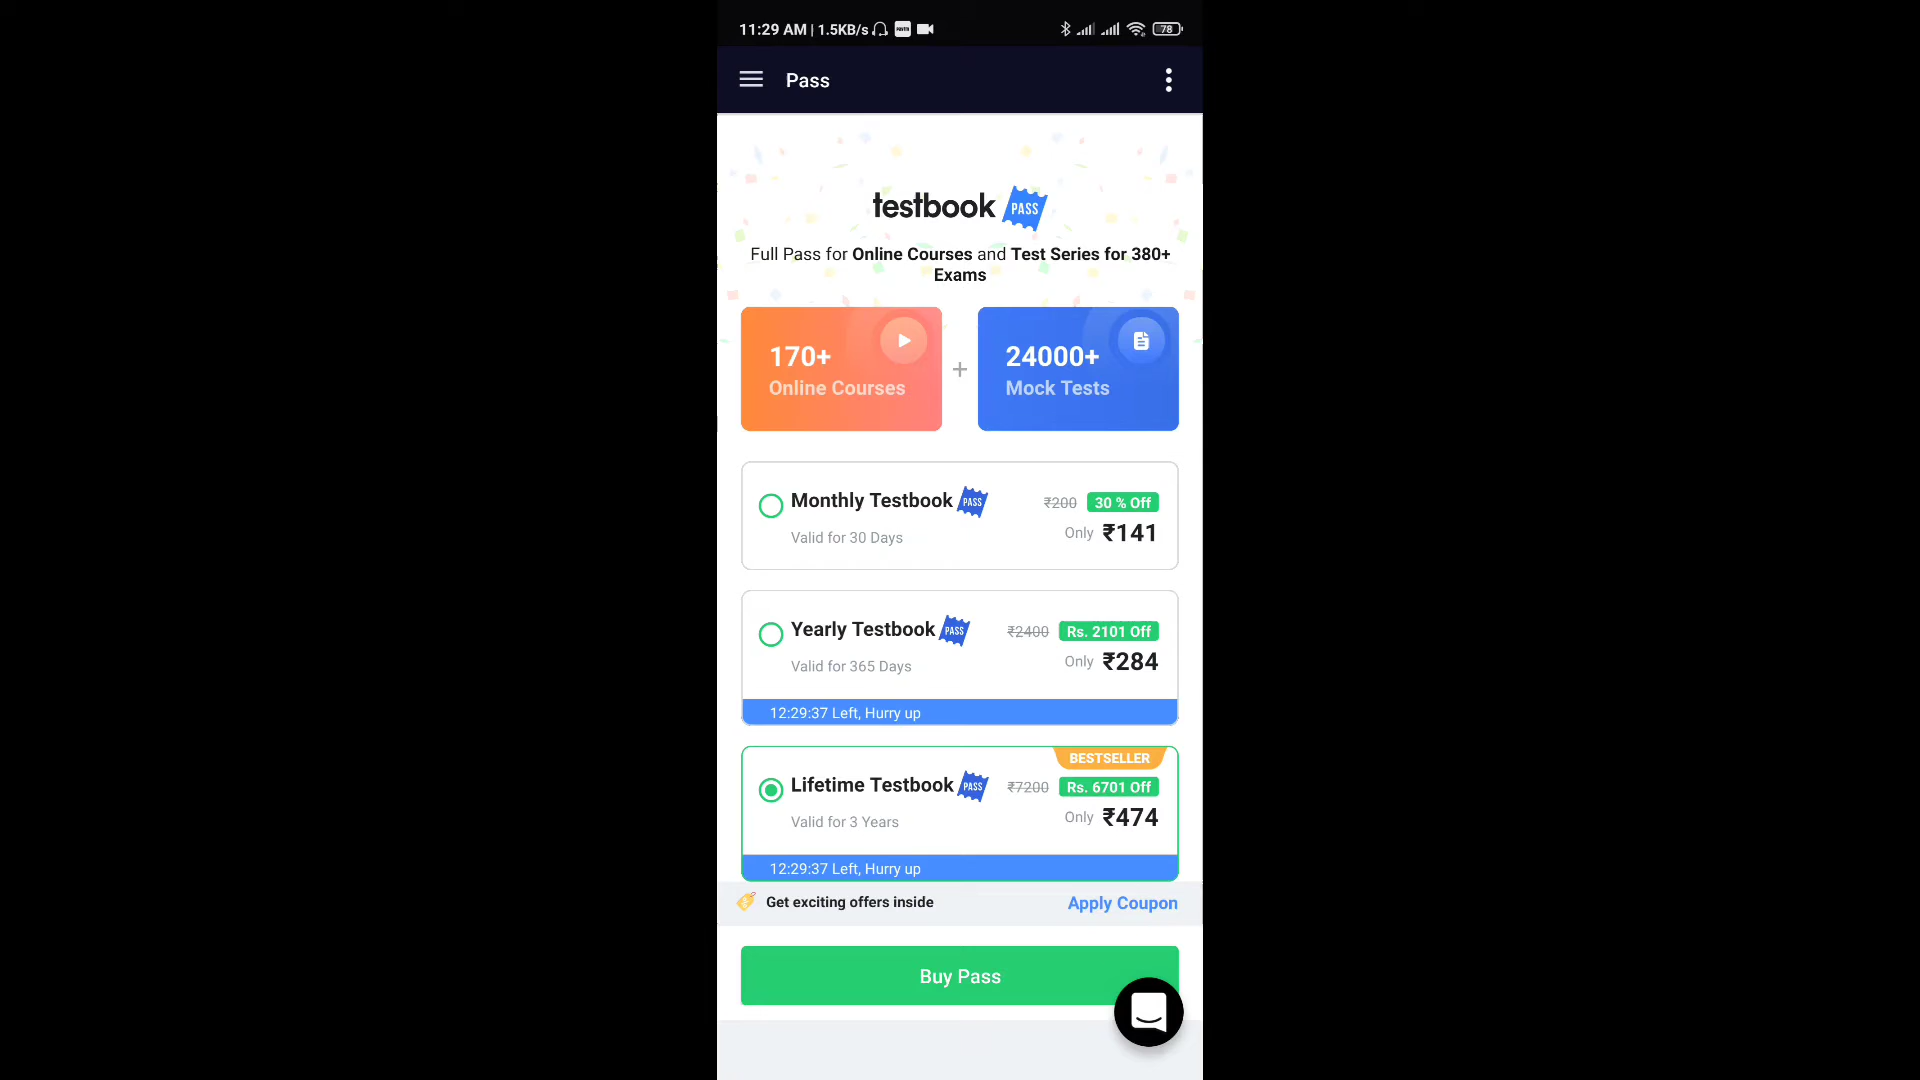 11:29 AM | 1.5KB/s 78
Pass
testbook PASS
Full Pass for Online Courses and Test Series for 380+
Exams
170+
Online Courses
+
24000+
Mock Tests
Monthly Testbook PASS ₹200 30 % Off
Valid for 30 Days Only ₹141
Yearly Testbook PASS ₹2400 Rs. 2101 Off
Valid for 365 Days Only ₹284
12:29:37 Left, Hurry up
BESTSELLER
Lifetime Testbook PASS ₹7200 Rs. 6701 Off
Valid for 3 Years Only ₹474
12:29:37 Left, Hurry up
Get exciting offers inside Apply Coupon
Buy Pass